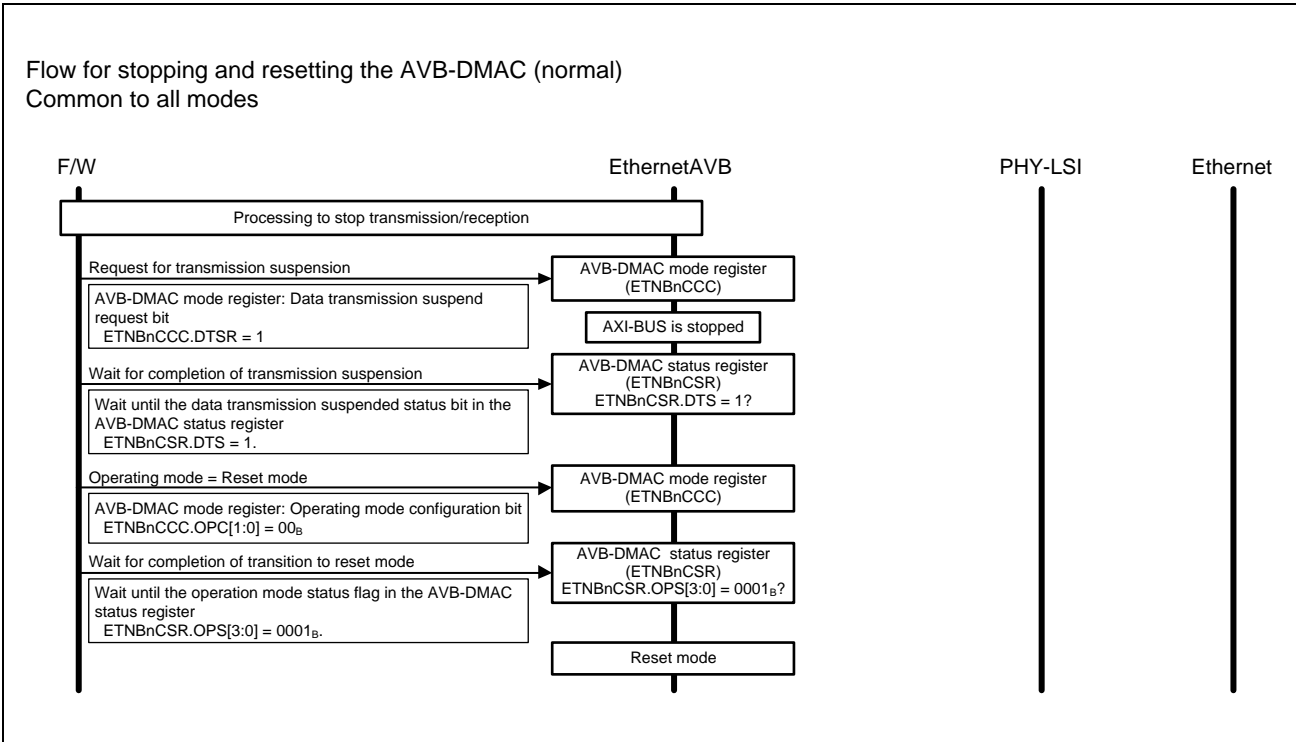 Flow for stopping and resetting the AVB-DMAC (normal)
Common to all modes
F/W
EthernetAVB
PHY-LSI
Ethernet
Processing to stop transmission/reception
Request for transmission suspension
AVB-DMAC mode register: Data transmission suspend
request bit
ETNBnCCC.DTSR = 1
AVB-DMAC mode register
(ETNBnCCC)
AXI-BUS is stopped
Wait for completion of transmission suspension
Wait until the data transmission suspended status bit in the
AVB-DMAC status register
ETNBnCSR.DTS = 1.
AVB-DMAC status register
(ETNBnCSR)
ETNBnCSR.DTS = 1?
Operating mode = Reset mode
AVB-DMAC mode register: Operating mode configuration bit
ETNBnCCC.OPC[1:0] = 00B
AVB-DMAC mode register
(ETNBnCCC)
Wait for completion of transition to reset mode
Wait until the operation mode status flag in the AVB-DMAC
status register
ETNBnCSR.OPS[3:0] = 0001B.
AVB-DMAC status register
(ETNBnCSR)
ETNBnCSR.OPS[3:0] = 0001B?
Reset mode